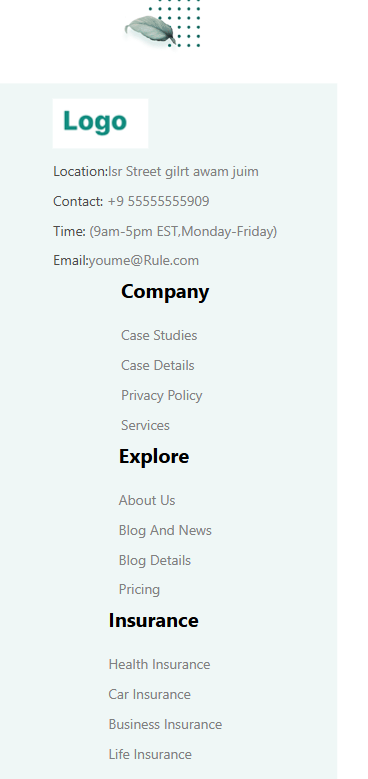 Logo
Location:lsr Street gilrt awam juim
Contact: +9 55555555909
Time: (9am-5pm EST,Monday-Friday)
Email:youme@Rule.com
Company
Case Studies
Case Details
Privacy Policy
Services
Explore
About Us
Blog And News
Blog Details
Pricing
Insurance
Health Insurance
Car Insurance
Business Insurance
Life Insurance